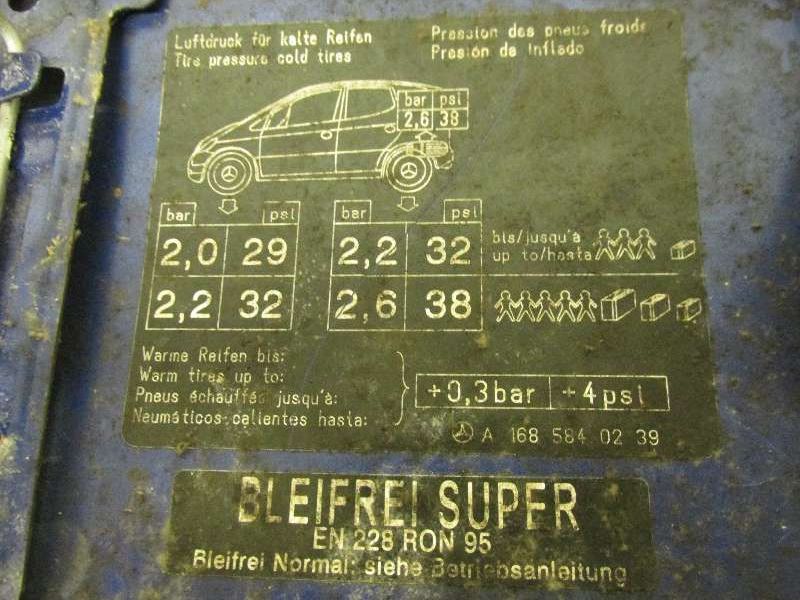 Luftdruck für kalte Reifen
Tire pressure cold tires
Pression des pneus froids
Presión de inflado
bar psi
2,6 38
bar psi
2,0 29
2,2 32
bar psi
2,2 32
2,6 38
bis/jusqu'à
up to/hasta
Warme Reifen bis:
Warm tires up to:
Pneus échauffés jusqu'à:
Neumáticos calientes hasta:
+0,3bar +4psi
A 168 584 02 39
BLEIFREI SUPER
EN 228 RON 95
Bleifrei Normal: siehe Betriebsanleitung